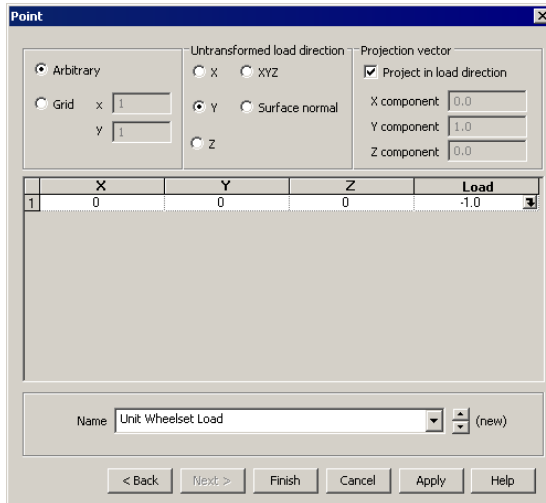 Point
Untransformed load direction
Projection vector
Arbitrary
X
XYZ
Project in load direction
Grid
x 1
y 1
Y
Surface normal
Z
X component 0.0
Y component 1.0
Z component 0.0
X Y Z Load
1 0 0 0 -1.0
Name Unit Wheelset Load (new)
< Back Next > Finish Cancel Apply Help